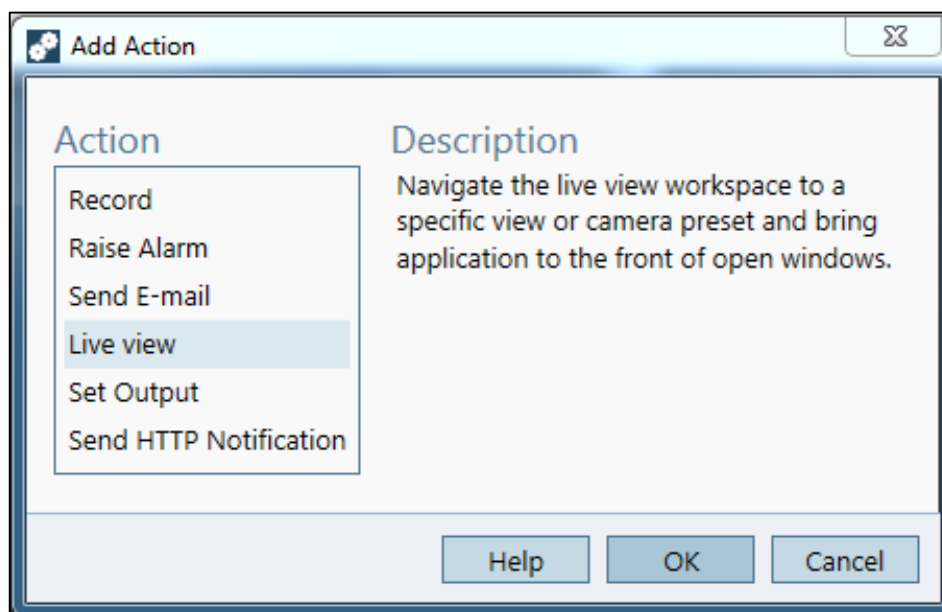 Add Action
Action
Record
Raise Alarm
Send E-mail
Live view
Set Output
Send HTTP Notification
Description
Navigate the live view workspace to a
specific view or camera preset and bring
application to the front of open windows.
Help
OK
Cancel